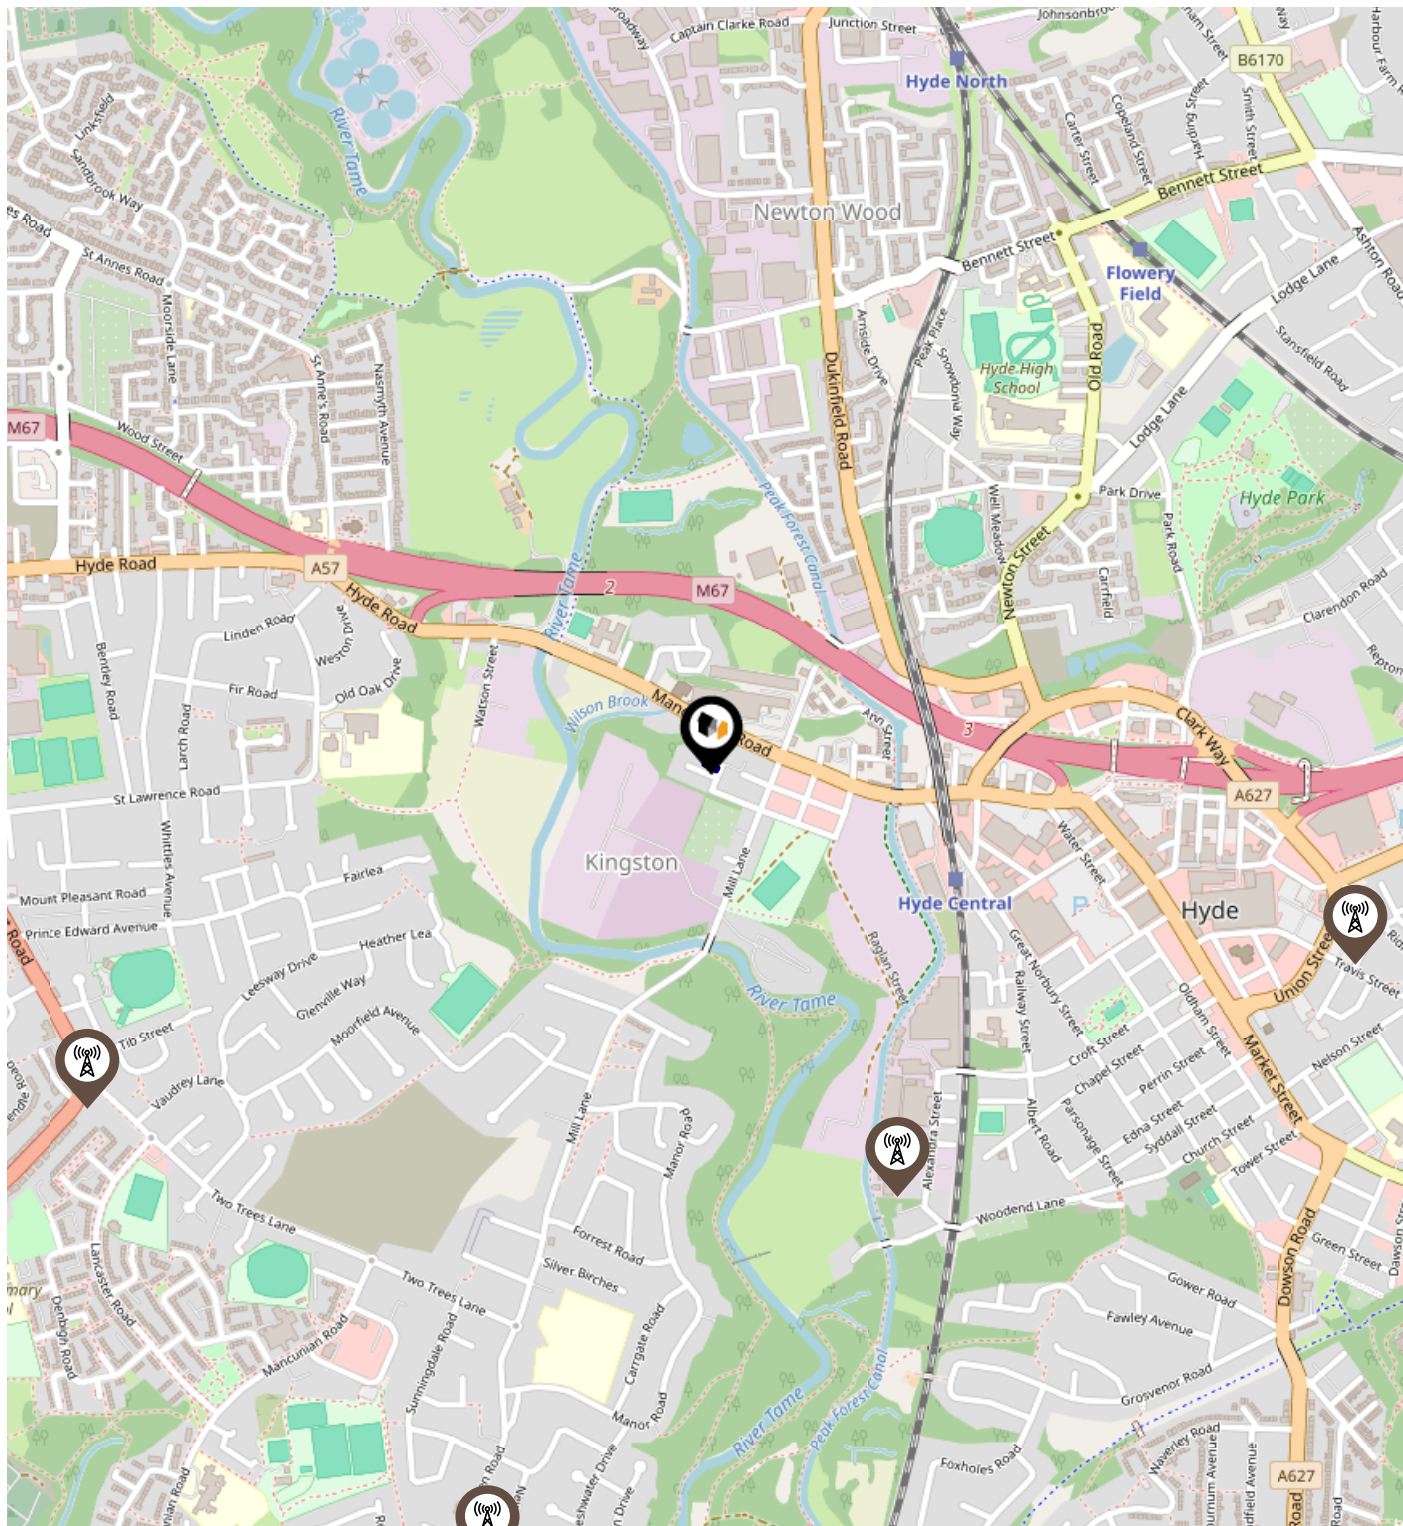 Captain Clarke Road
Junction Street
Hyde North
B6170
Linksfield
Sandbrook Way
River Tame
Copeland Street
Carter Street
Smith Street
Harbour Farm
Bennett Street
Newton Wood
St Annes Road
Bennett Street
Flowery
Field
Ashton Road
Lodge Lane
Moorside Lane
St Anne's Road
Nasmyth Avenue
Arnside Drive
Peak Place
Snowdonia Way
Dukinfield Road
Old Road
Stansfield Road
Hyde High
School
M67
Wood Street
Lodge Lane
Peak Forest Canal
Well Meadow
Park Drive
Hyde Park
Park Road
Newton Street
Hyde Road
A57
River Tame
2
M67
Carrfield
Clarendon Road
Hyde Road
Linden Road
Weston Drive
Bentley Road
Fir Road
Old Oak Drive
Watson Street
Wilson Brook
Larch Road
Ann Street
3
Clark Way
Road
St Lawrence Road
A627
Whittles Avenue
Kingston
Mill Lane
Water Street
Fairlea
Mount Pleasant Road
Prince Edward Avenue
Heather Lea
Hyde Central
Hyde
Road
Leesway Drive
Glenville Way
Raglan Street
Great Norbury Street
Railway Street
Union Street
Travis Street
Moorfield Avenue
River Tame
Oldham Street
Tib Street
Croft Street
Nelson Street
Vaudrey Lane
Chapel Street
Perrin Street
Market Street
Mill Lane
Manor Road
Alexandra Street
Albert Road
Parsonage Street
Edna Street
Syddall Street
Church Street
Tower Street
Two Trees Lane
Woodend Lane
Forrest Road
Silver Birches
Green Street
Dowson Road
Lancaster Road
Denbigh Road
Two Trees Lane
Gower Road
Fawley Avenue
Mancunian Road
Sunningdale Road
Carrgate Road
Grosvenor Road
Manor Road
River Tame
Peak Forest Canal
Foxholes Road
Waverley Road
A627